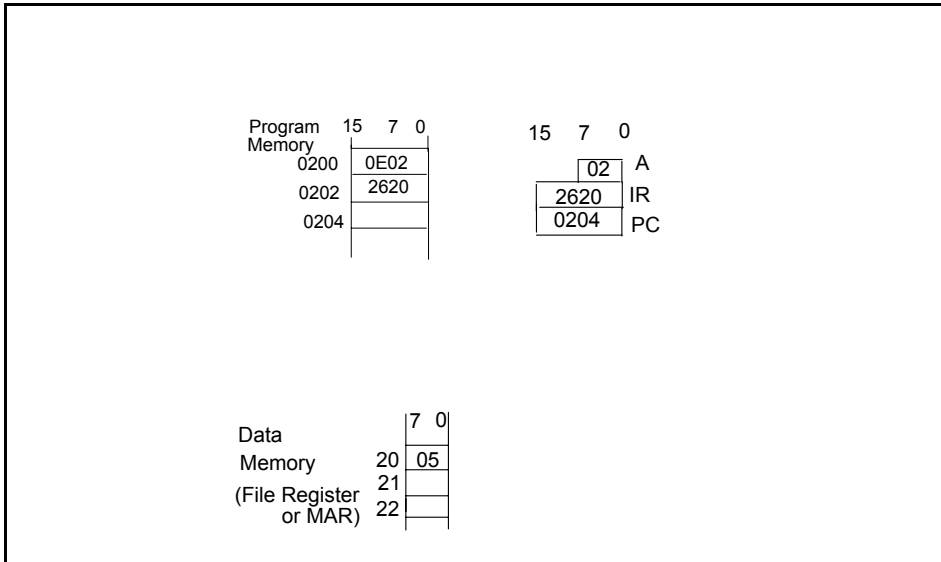 Program 15 7 0
Memory
0200 0E02
0202 2620
0204
15 7 0
02 A
2620 IR
0204 PC
7 0
Data
Memory 20 05
21
(File Register
22
or MAR)